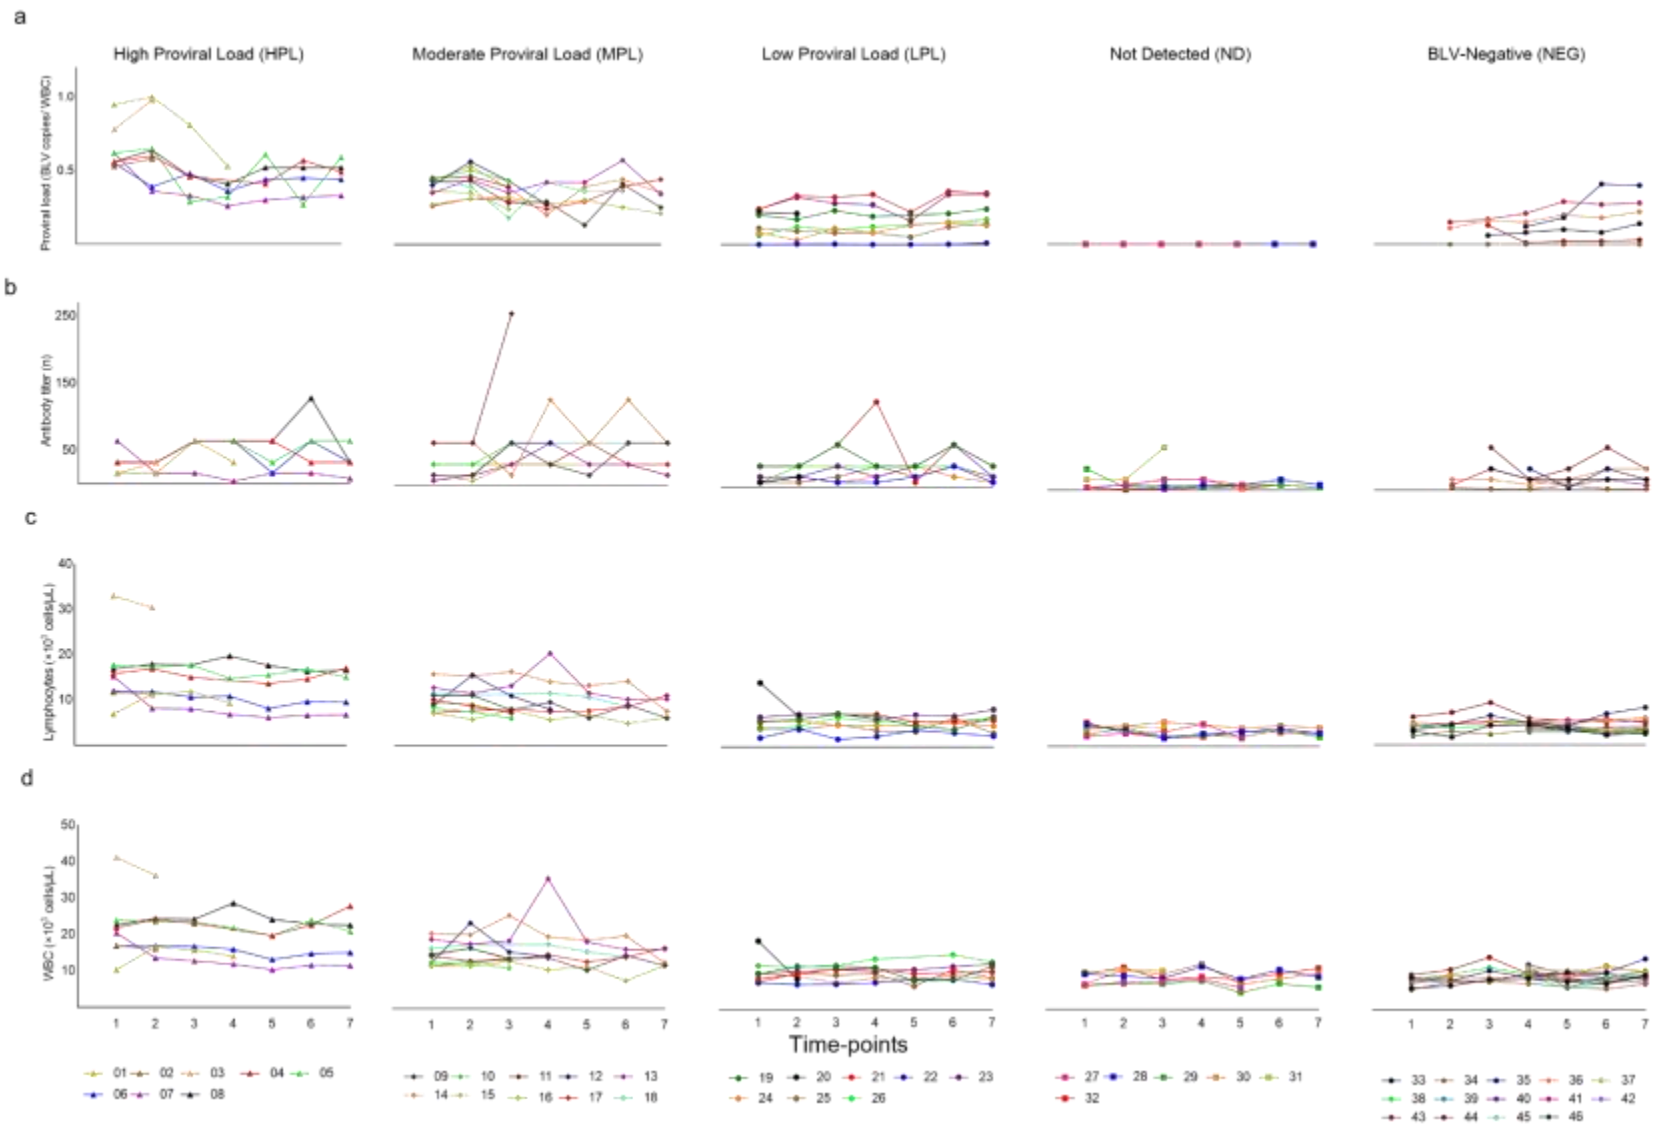 a
High Proviral Load (HPL) Moderate Proviral Load (MPL) Low Proviral Load (LPL) Not Detected (ND) BLV-Negative (NEG)
Proviral load (BLV copies/ WBC)
1.0
0.5
b
Antibody titer (n)
250
150
50
c
Lymphocytes (×10³ cells/µL)
40
30
20
10
d
WBC (×10³ cells/µL)
50
40
30
20
10
1 2 3 4 5 6 7 1 2 3 4 5 6 7 1 2 3 4 5 6 7 1 2 3 4 5 6 7 1 2 3 4 5 6 7
Time-points
01 02 03 04 05
06 07 08
09 10 11 12 13
14 15 16 17 18
19 20 21 22 23
24 25 26
27 28 29 30 31
32
33 34 35 36 37
38 39 40 41 42
43 44 45 46